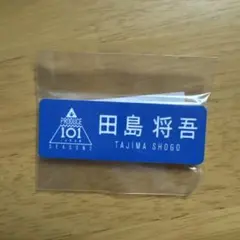 PRODUCE
101
JAPAN
SEASON2
田島 将吾
TAJIMA SHOGO